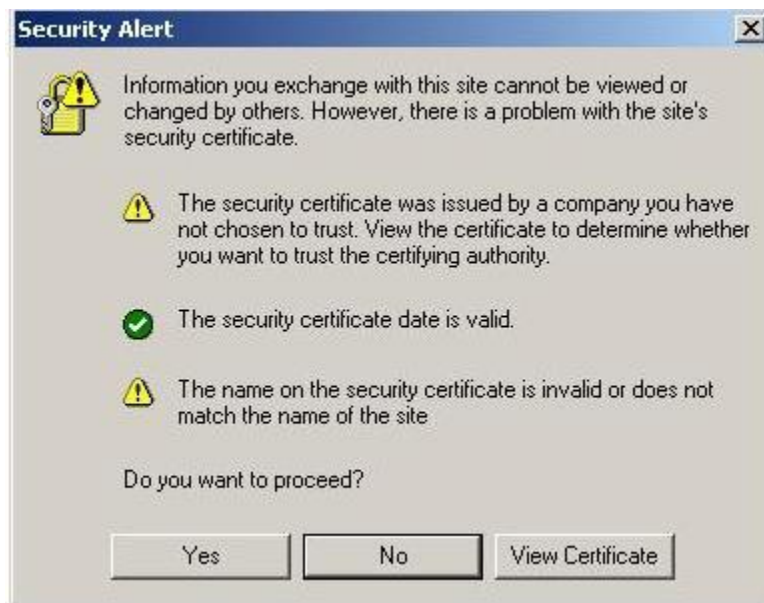 Security Alert
Information you exchange with this site cannot be viewed or
changed by others. However, there is a problem with the site's
security certificate.
The security certificate was issued by a company you have
not chosen to trust. View the certificate to determine whether
you want to trust the certifying authority.
The security certificate date is valid.
The name on the security certificate is invalid or does not
match the name of the site
Do you want to proceed?
Yes
No
View Certificate